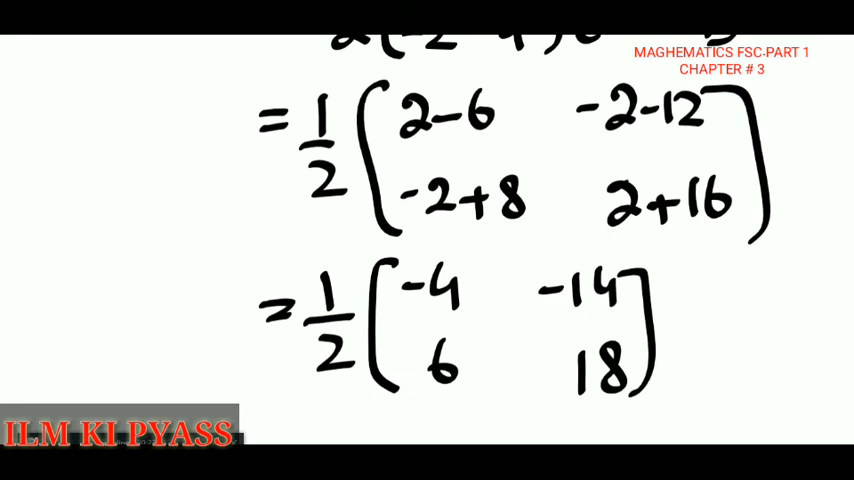 MAGHEMATICS FSC-PART 1
CHAPTER # 3
= 1/2 [ 2-6 -2-12
-2+8 2+16 ]
= 1/2 [ -4 -14
6 18 ]
ILM KI PYASS